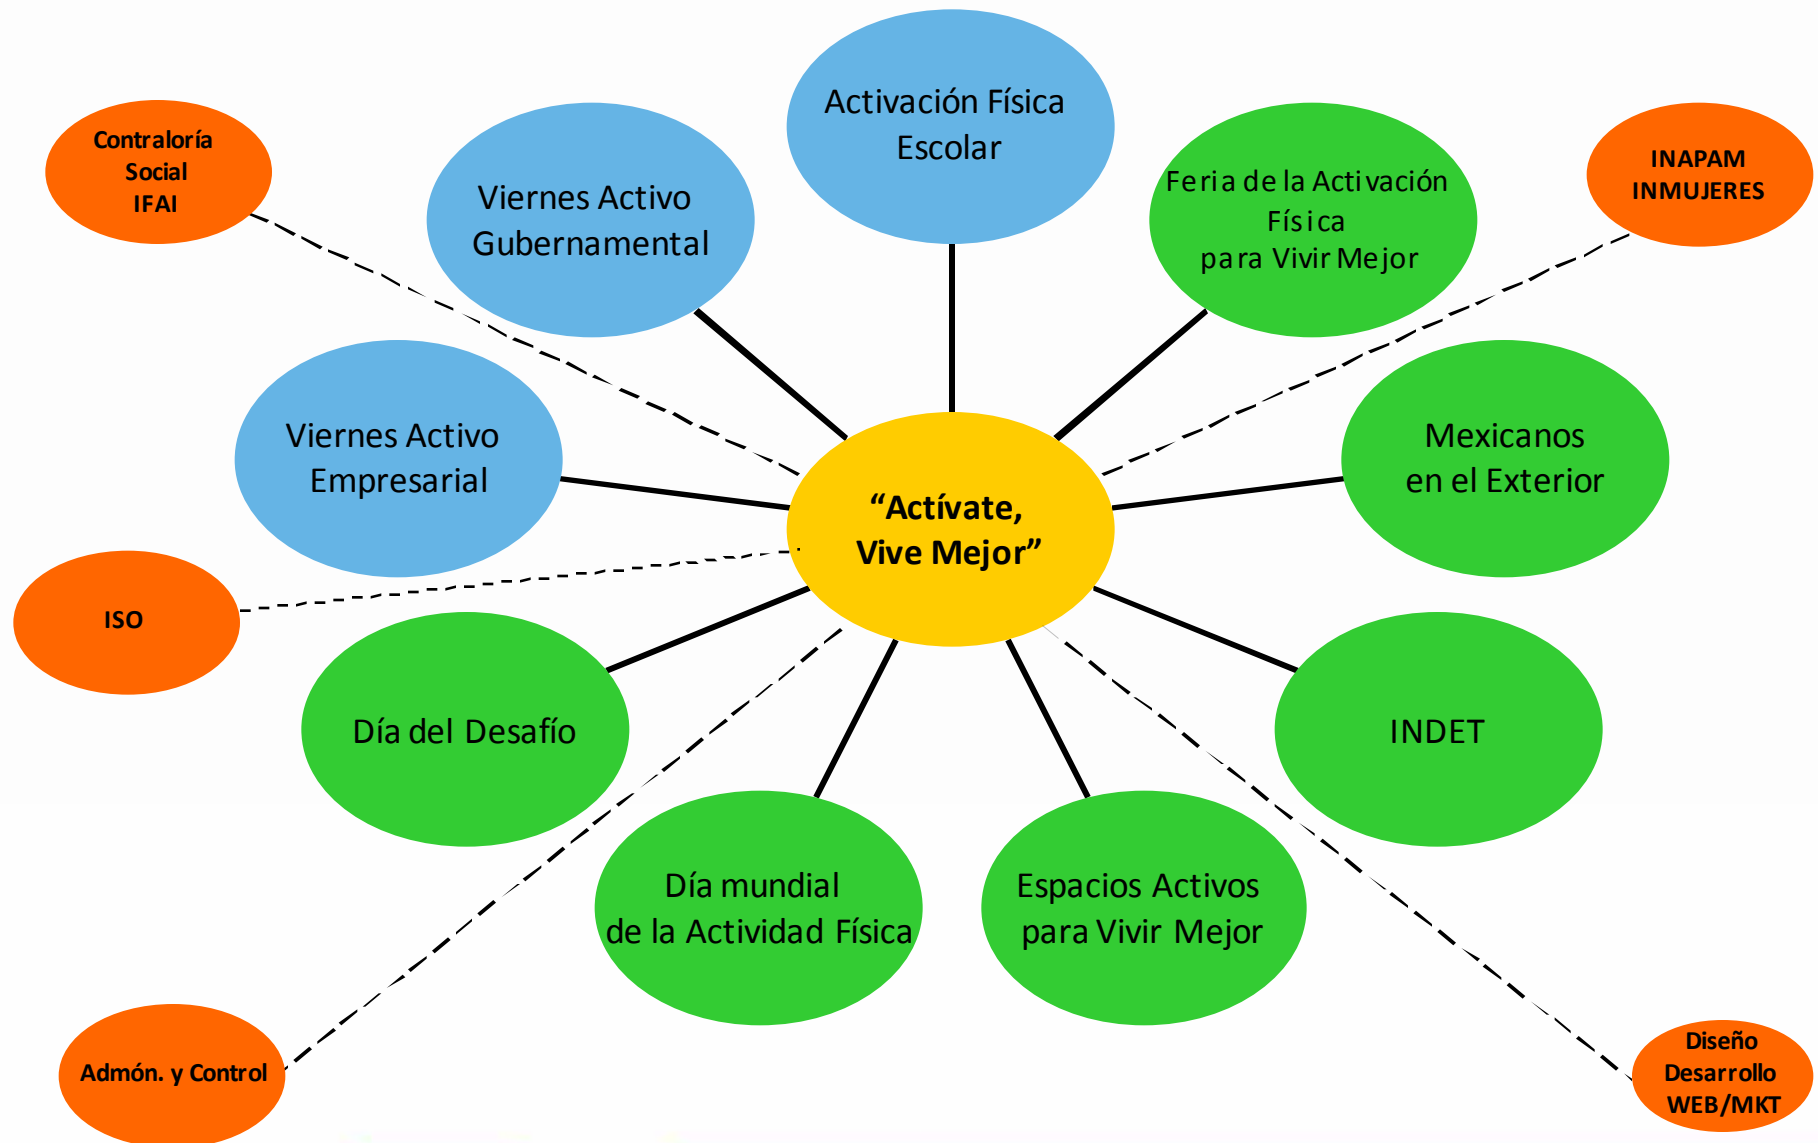 Activación Física
Escolar
Contraloría
Social
IFAI
Viernes Activo
Gubernamental
Feria de la Activación
Física
para Vivir Mejor
INAPAM
INMUJERES
Viernes Activo
Empresarial
Mexicanos
en el Exterior
“Actívate,
Vive Mejor”
ISO
Día del Desafío
INDET
Día mundial
de la Actividad Física
Espacios Activos
para Vivir Mejor
Admón. y Control
Diseño
Desarrollo
WEB/MKT